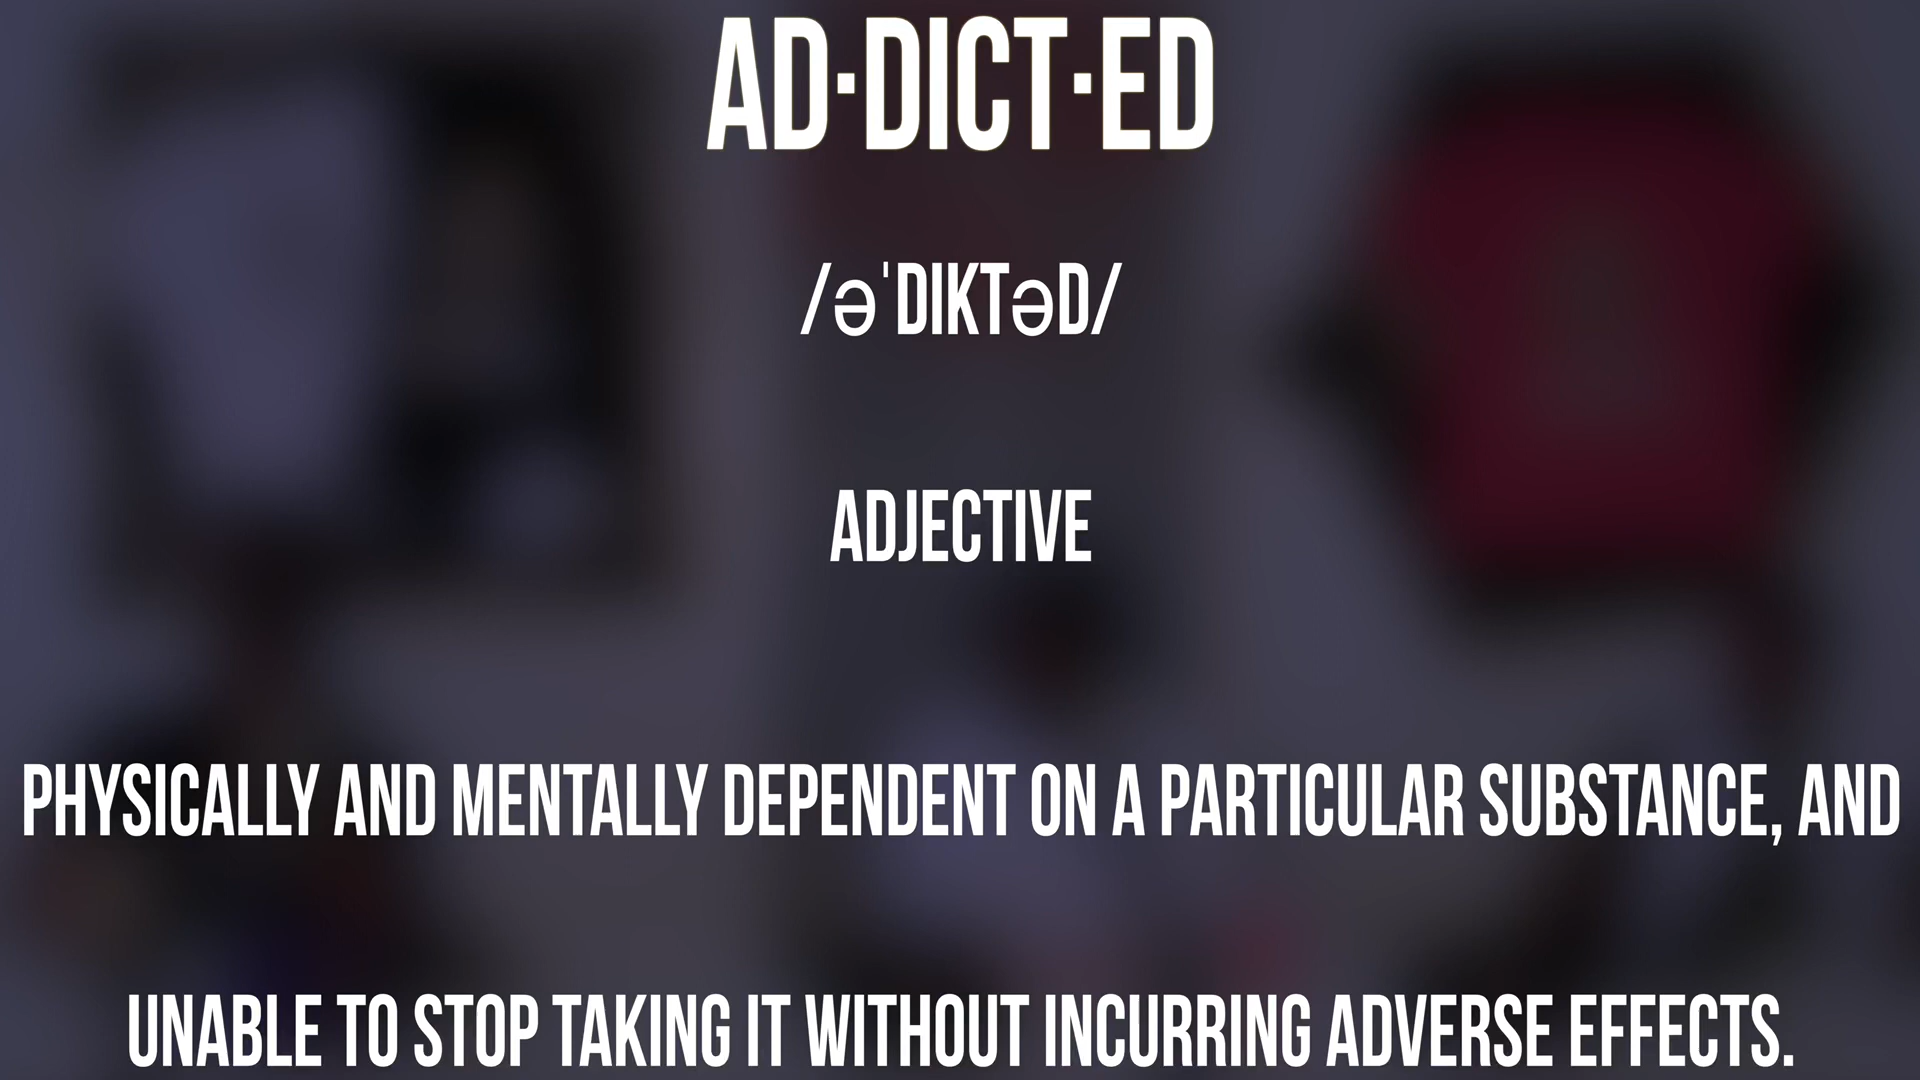 AD·DICT·ED
/əˈDIKTəD/
ADJECTIVE
PHYSICALLY AND MENTALLY DEPENDENT ON A PARTICULAR SUBSTANCE, AND
UNABLE TO STOP TAKING IT WITHOUT INCURRING ADVERSE EFFECTS.